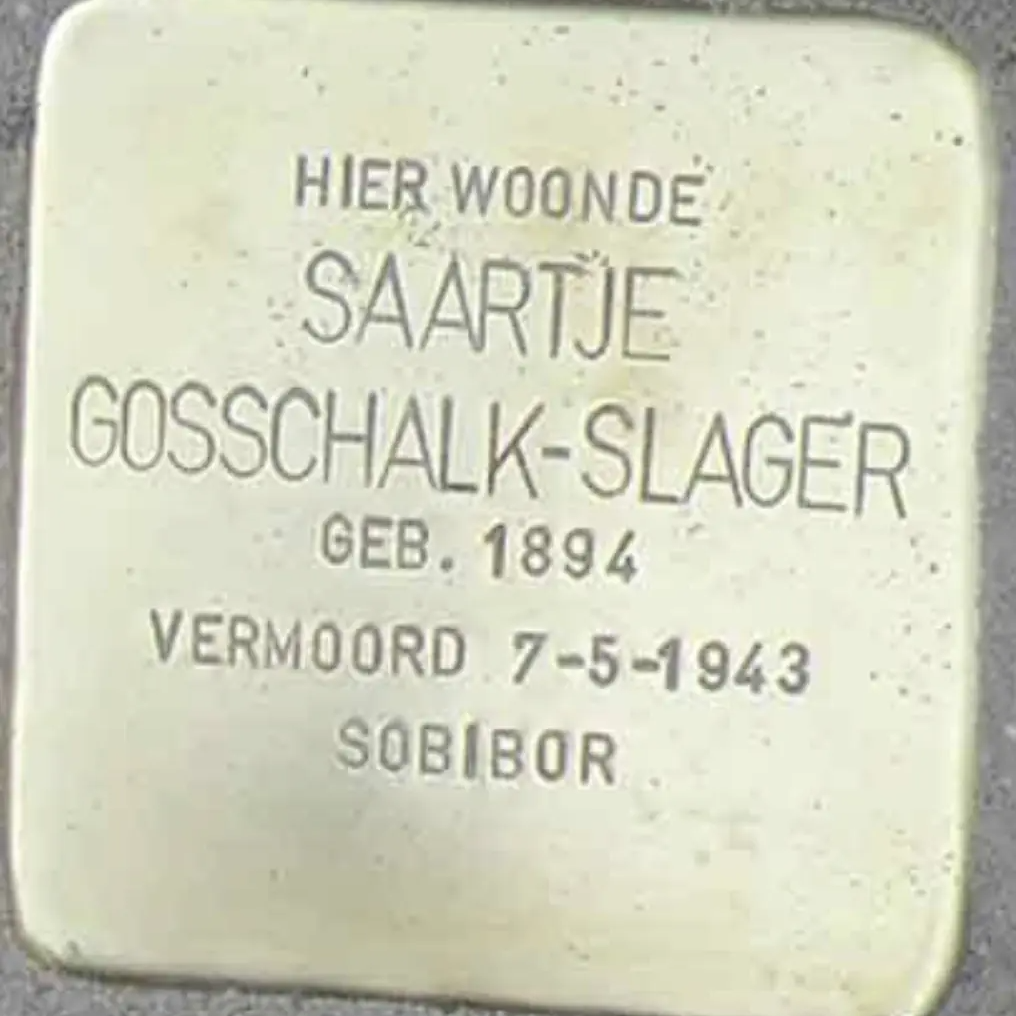 HIER WOONDE
SAARTJE
GOSSCHALK-SLAGER
GEB. 1894
VERMOORD 7-5-1943
SOBIBOR